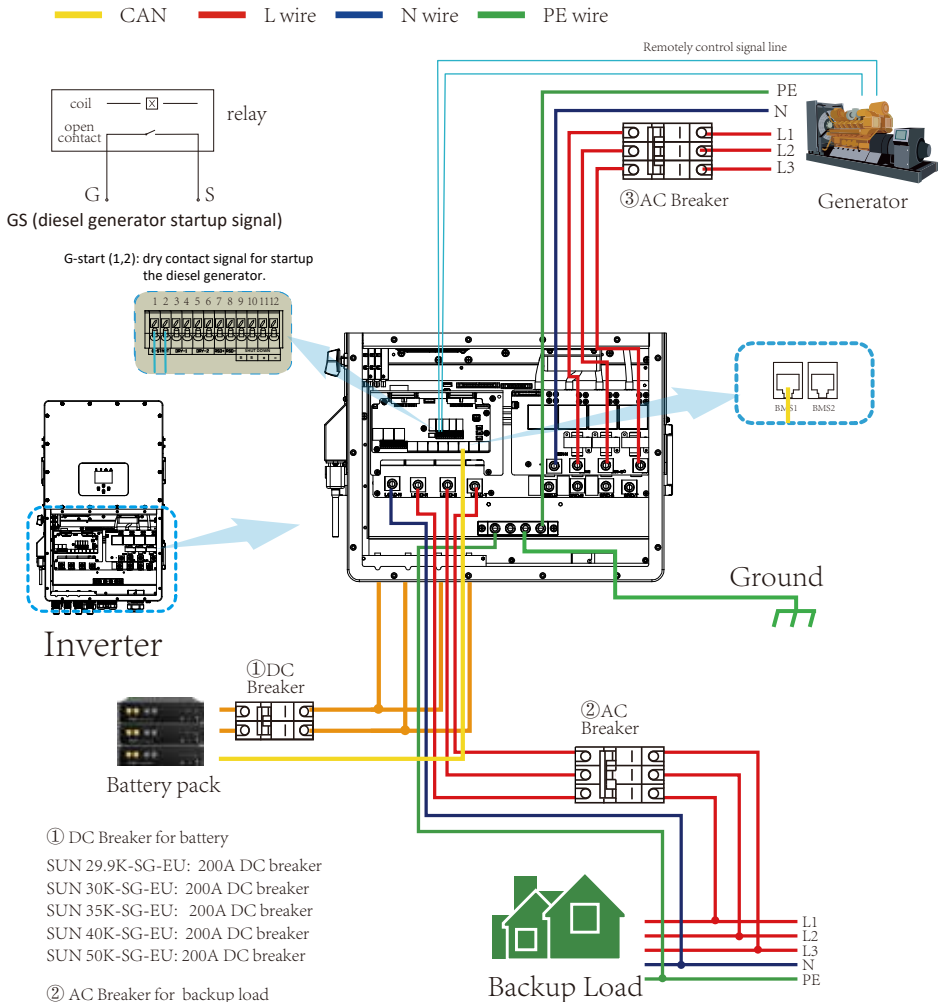 CAN
L wire
N wire
PE wire
Remotely control signal line
coil
open
contact
relay
G
S
GS (diesel generator startup signal)
PE
N
L1
L2
L3
③AC Breaker
Generator
G-start (1,2): dry contact signal for startup
the diesel generator.
1 2 3 4 5 6 7 8 9 10 11 12
BMS1
BMS2
Ground
Inverter
①DC
Breaker
②AC
Breaker
Battery pack
① DC Breaker for battery
SUN 29.9K-SG-EU: 200A DC breaker
SUN 30K-SG-EU: 200A DC breaker
SUN 35K-SG-EU: 200A DC breaker
SUN 40K-SG-EU: 200A DC breaker
SUN 50K-SG-EU: 200A DC breaker
② AC Breaker for backup load
Backup Load
L1
L2
L3
N
PE